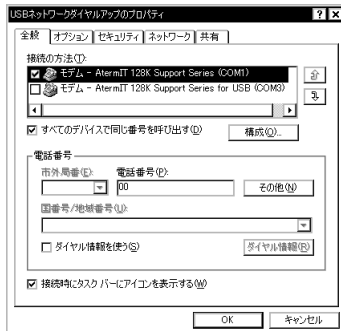 USBネットワークダイヤルアップのプロパティ
全般 オプション セキュリティ ネットワーク 共有
接続の方法(T):
モデム - AtermIT 128K Support Series (COM1)
モデム - AtermIT 128K Support Series for USB (COM3)
すべてのデバイスで同じ番号を呼び出す(D)
構成(O)...
電話番号
市外局番(E):
電話番号(P):
00
その他(N)
国番号/地域番号(U):
ダイヤル情報を使う(S)
ダイヤル情報(R)
接続時にタスク バーにアイコンを表示する(W)
OK
キャンセル